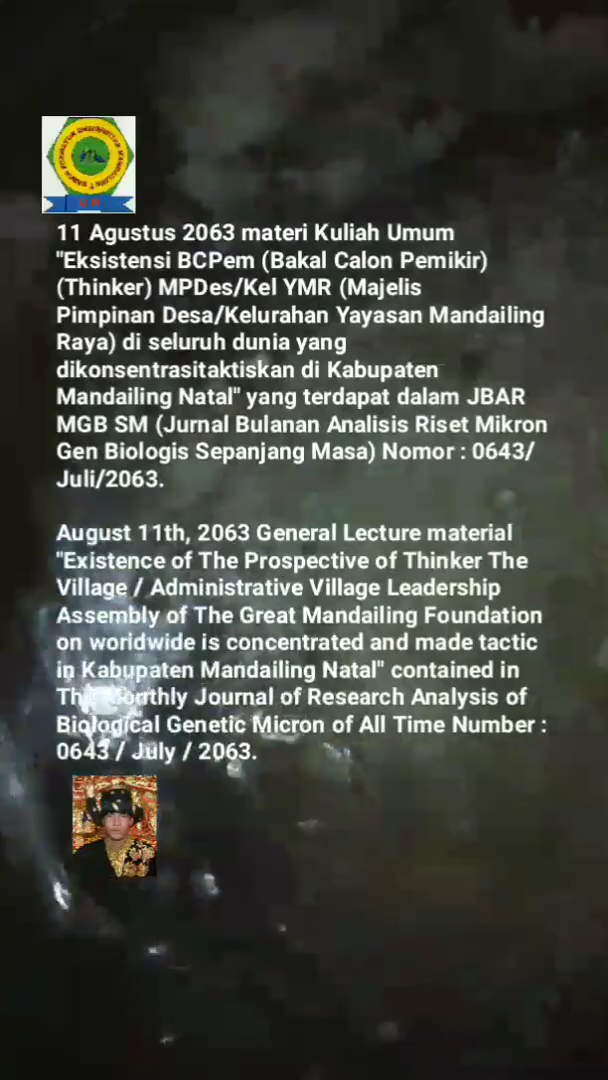 11 Agustus 2063 materi Kuliah Umum
"Eksistensi BCPem (Bakal Calon Pemikir)
(Thinker) MPDes/Kel YMR (Majelis
Pimpinan Desa/Kelurahan Yayasan Mandailing
Raya) di seluruh dunia yang
dikonsentrasitaktiskan di Kabupaten
Mandailing Natal" yang terdapat dalam JBAR
MGB SM (Jurnal Bulanan Analisis Riset Mikron
Gen Biologis Sepanjang Masa) Nomor : 0643/
Juli/2063.
August 11th, 2063 General Lecture material
"Existence of The Prospective of Thinker The
Village / Administrative Village Leadership
Assembly of The Great Mandailing Foundation
on worldwide is concentrated and made tactic
in Kabupaten Mandailing Natal" contained in
The Monthly Journal of Research Analysis of
Biological Genetic Micron of All Time Number :
0643 / July / 2063.